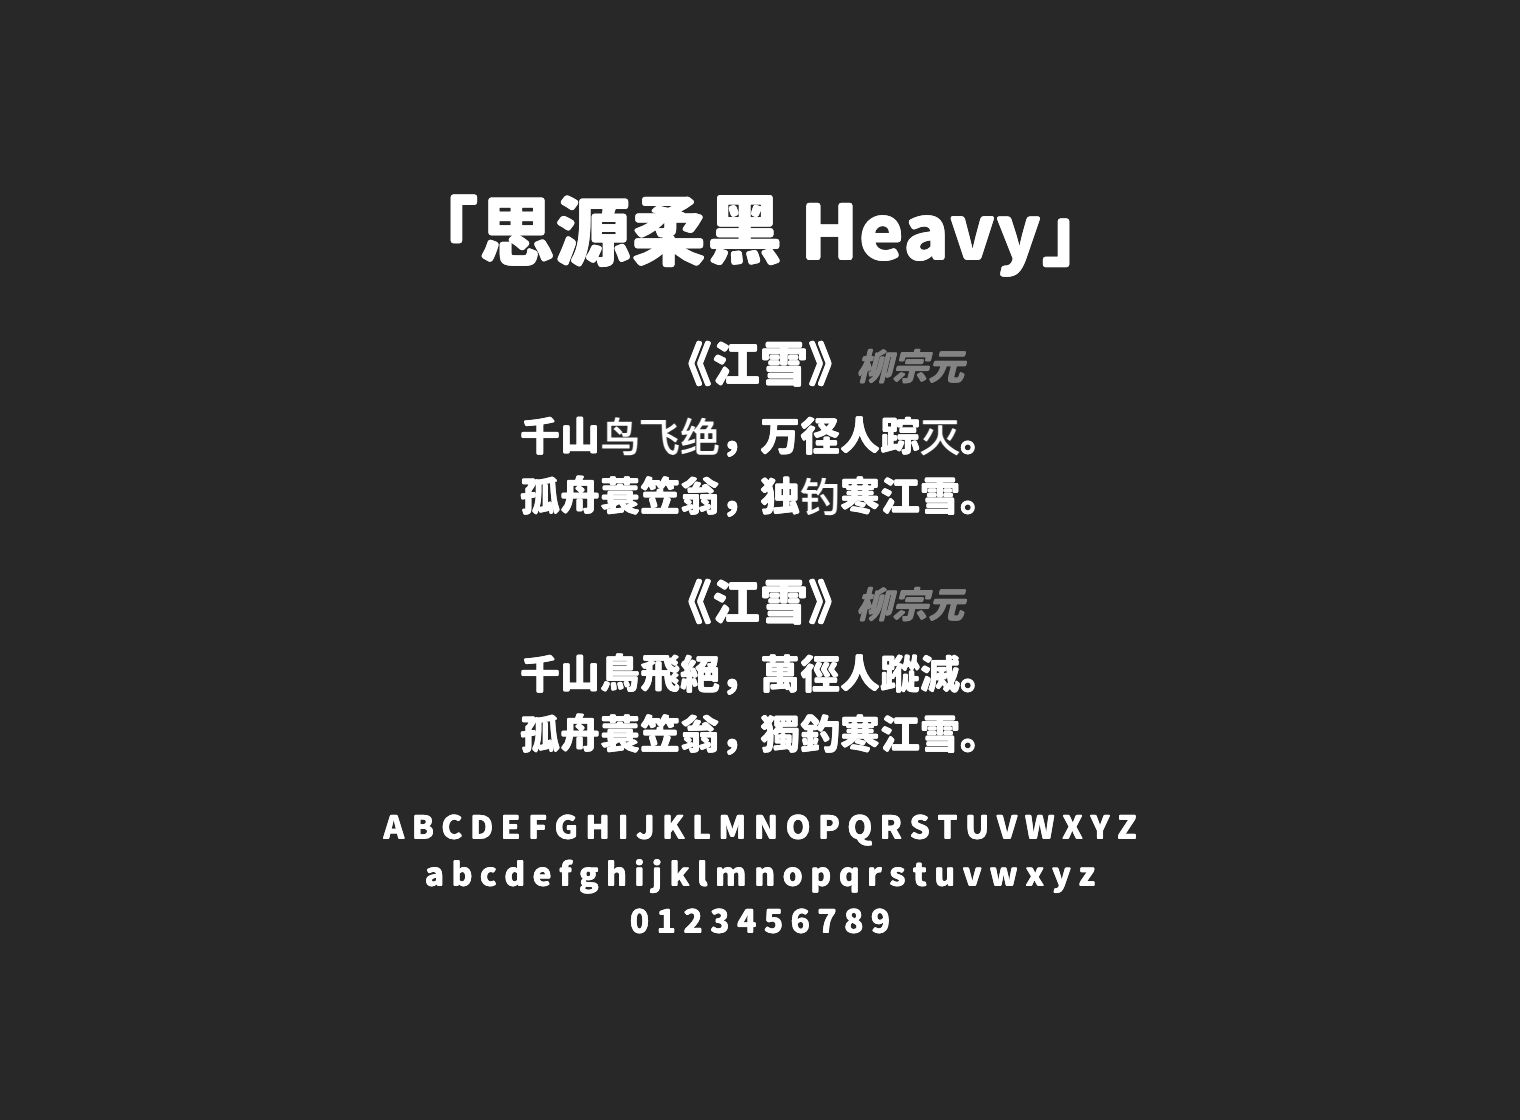 「思源柔黑 Heavy」
《江雪》 柳宗元
千山鸟飞绝，万径人踪灭。
孤舟蓑笠翁，独钓寒江雪。
《江雪》 柳宗元
千山鳥飛絕，萬徑人蹤滅。
孤舟蓑笠翁，獨釣寒江雪。
A B C D E F G H I J K L M N O P Q R S T U V W X Y Z
a b c d e f g h i j k l m n o p q r s t u v w x y z
0 1 2 3 4 5 6 7 8 9